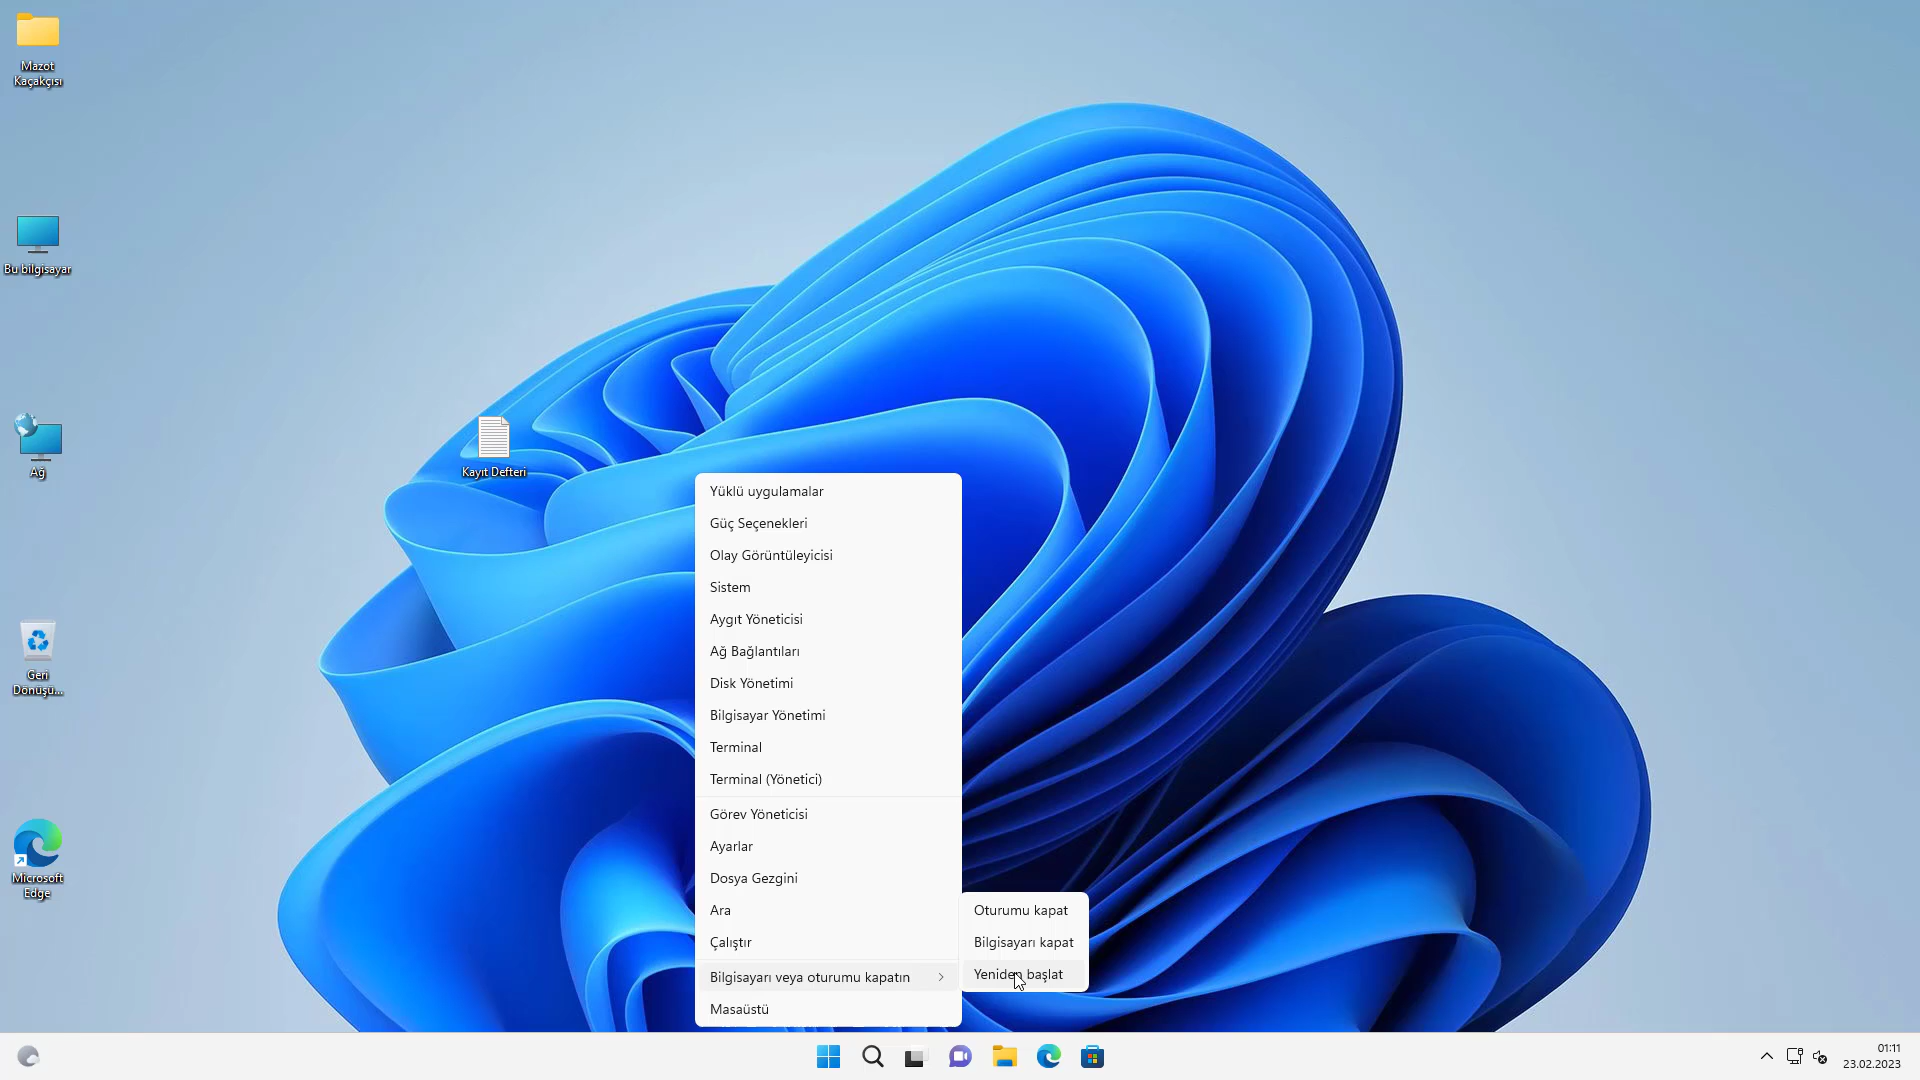 Mazot
Kaçakçısı
Bu bilgisayar
Ağ
Geri
Dönüşü...
Microsoft
Edge
Kayıt Defteri
Yüklü uygulamalar
Güç Seçenekleri
Olay Görüntüleyicisi
Sistem
Aygıt Yöneticisi
Ağ Bağlantıları
Disk Yönetimi
Bilgisayar Yönetimi
Terminal
Terminal (Yönetici)
Görev Yöneticisi
Ayarlar
Dosya Gezgini
Ara
Çalıştır
Bilgisayarı veya oturumu kapatın
Masaüstü
Oturumu kapat
Bilgisayarı kapat
Yeniden başlat
01:11
23.02.2023